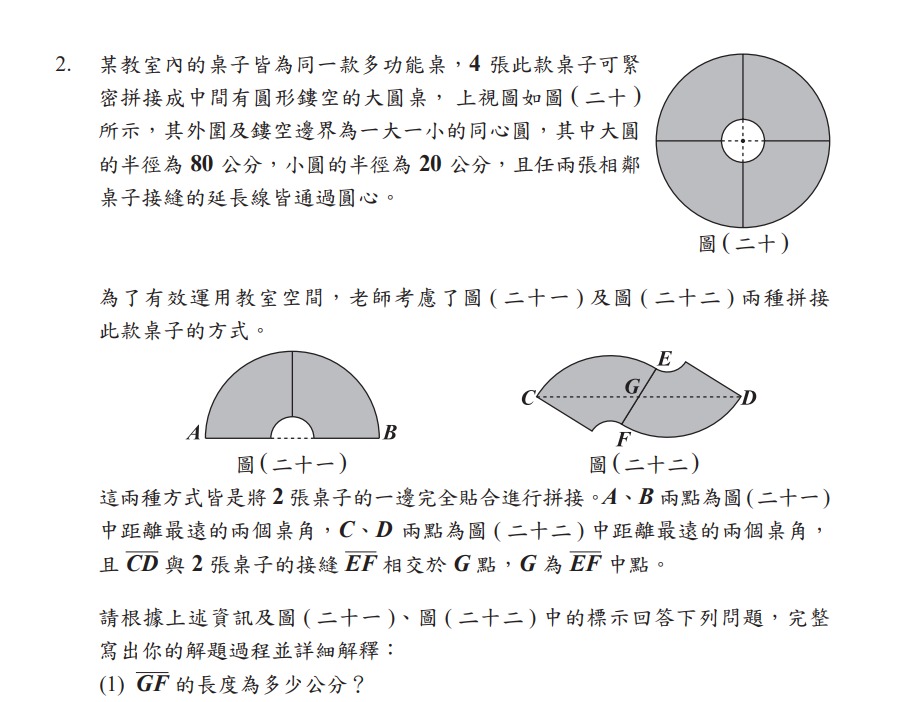 2. 某教室內的桌子皆為同一款多功能桌，4 張此款桌子可緊
密拼接成中間有圓形鏤空的大圓桌，上視圖如圖(二十)
所示，其外圍及鏤空邊界為一大一小的同心圓，其中大圓
的半徑為 80 公分，小圓的半徑為 20 公分，且任兩張相鄰
桌子接縫的延長線皆通過圓心。
圖(二十)
為了有效運用教室空間，老師考慮了圖(二十一)及圖(二十二)兩種拼接
此款桌子的方式。
A
B
圖(二十一)
C
E
G
D
F
圖(二十二)
這兩種方式皆是將 2 張桌子的一邊完全貼合進行拼接。A、B 兩點為圖(二十一)
中距離最遠的兩個桌角，C、D 兩點為圖(二十二)中距離最遠的兩個桌角，
且 CD 與 2 張桌子的接縫 EF 相交於 G 點，G 為 EF 中點。
請根據上述資訊及圖(二十一)、圖(二十二)中的標示回答下列問題，完整
寫出你的解題過程並詳細解釋：
(1) GF 的長度為多少公分？